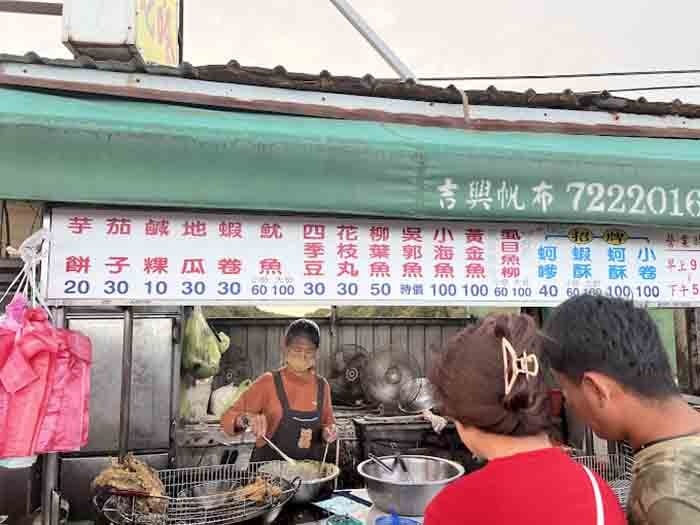 吉興帆布 7222016
芋餅 20
茄子 30
鹹粿 10
地瓜 30
蝦卷 30
魷魚 60 100
四季豆 30
花枝丸 30
柳葉魚 50
吳郭魚 時價
小海魚 100
黃金魚 100
虱目魚柳 60 100
招牌
蚵嗲 40
蝦酥 60 100
蚵酥
小卷
營業
早上
下午5